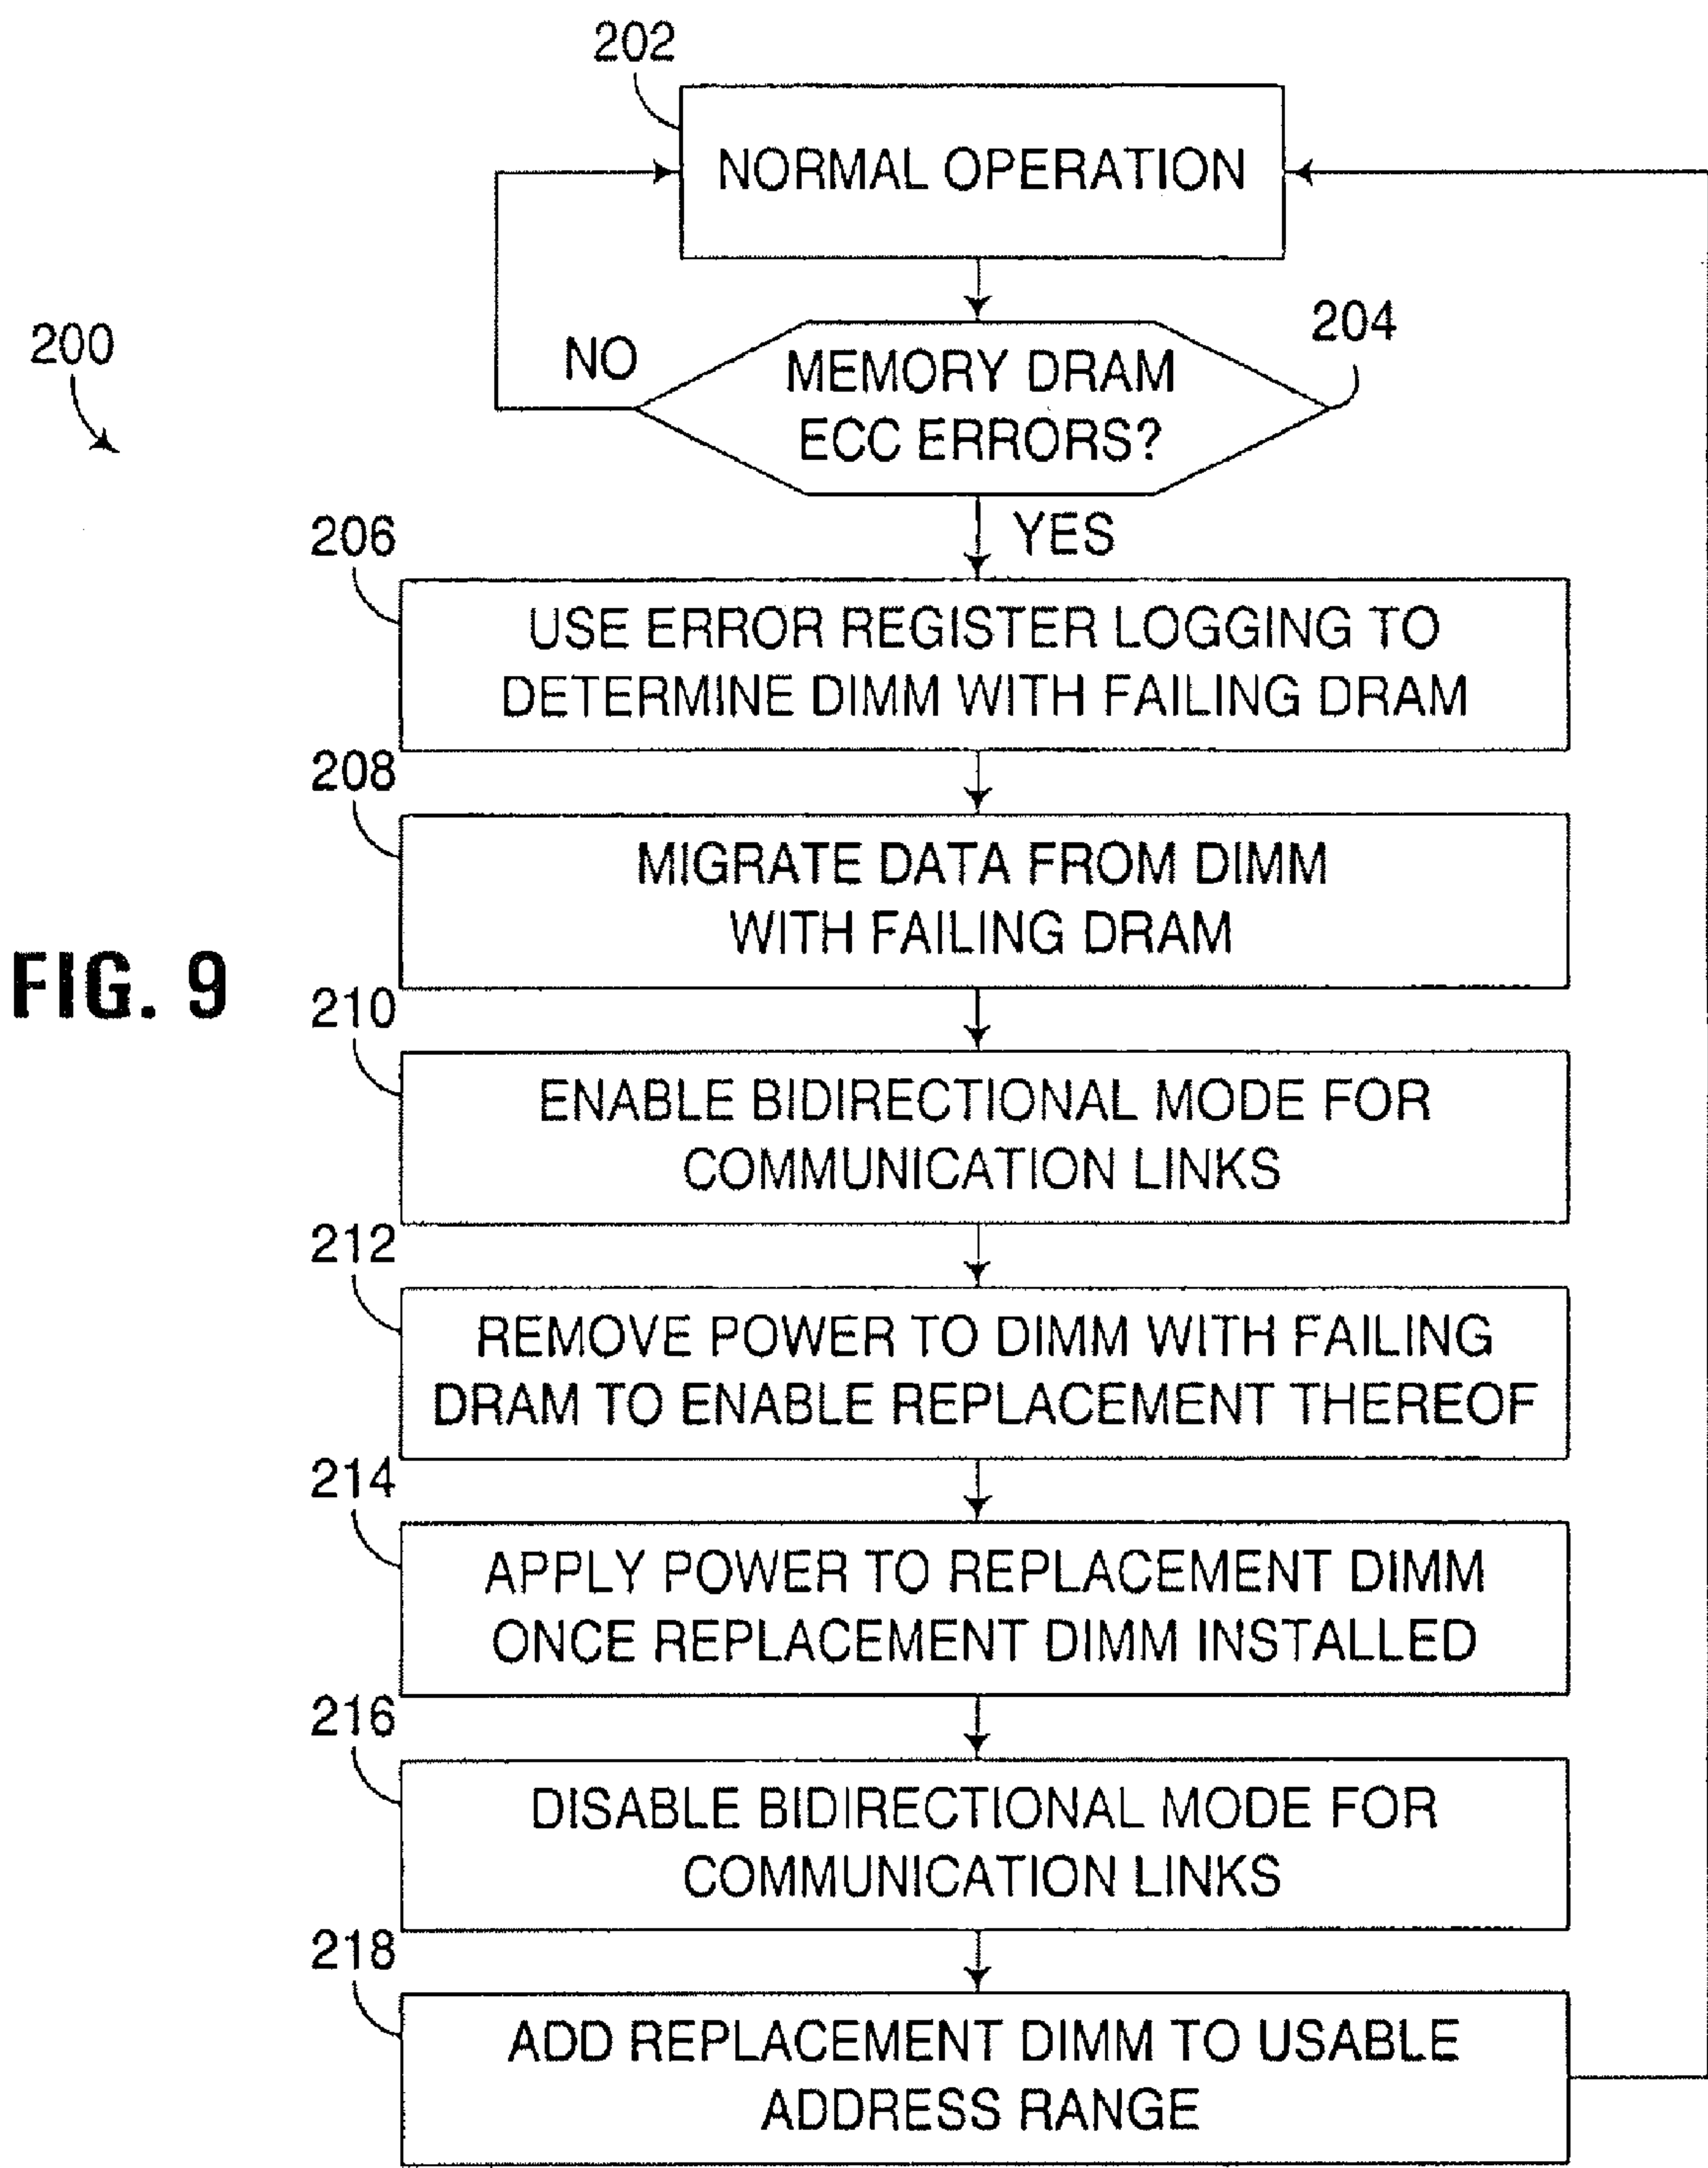 202
NORMAL OPERATION
200
NO
MEMORY DRAM
ECC ERRORS?
204
YES
206
USE ERROR REGISTER LOGGING TO
DETERMINE DIMM WITH FAILING DRAM
208
MIGRATE DATA FROM DIMM
WITH FAILING DRAM
FIG. 9
210
ENABLE BIDIRECTIONAL MODE FOR
COMMUNICATION LINKS
212
REMOVE POWER TO DIMM WITH FAILING
DRAM TO ENABLE REPLACEMENT THEREOF
214
APPLY POWER TO REPLACEMENT DIMM
ONCE REPLACEMENT DIMM INSTALLED
216
DISABLE BIDIRECTIONAL MODE FOR
COMMUNICATION LINKS
218
ADD REPLACEMENT DIMM TO USABLE
ADDRESS RANGE